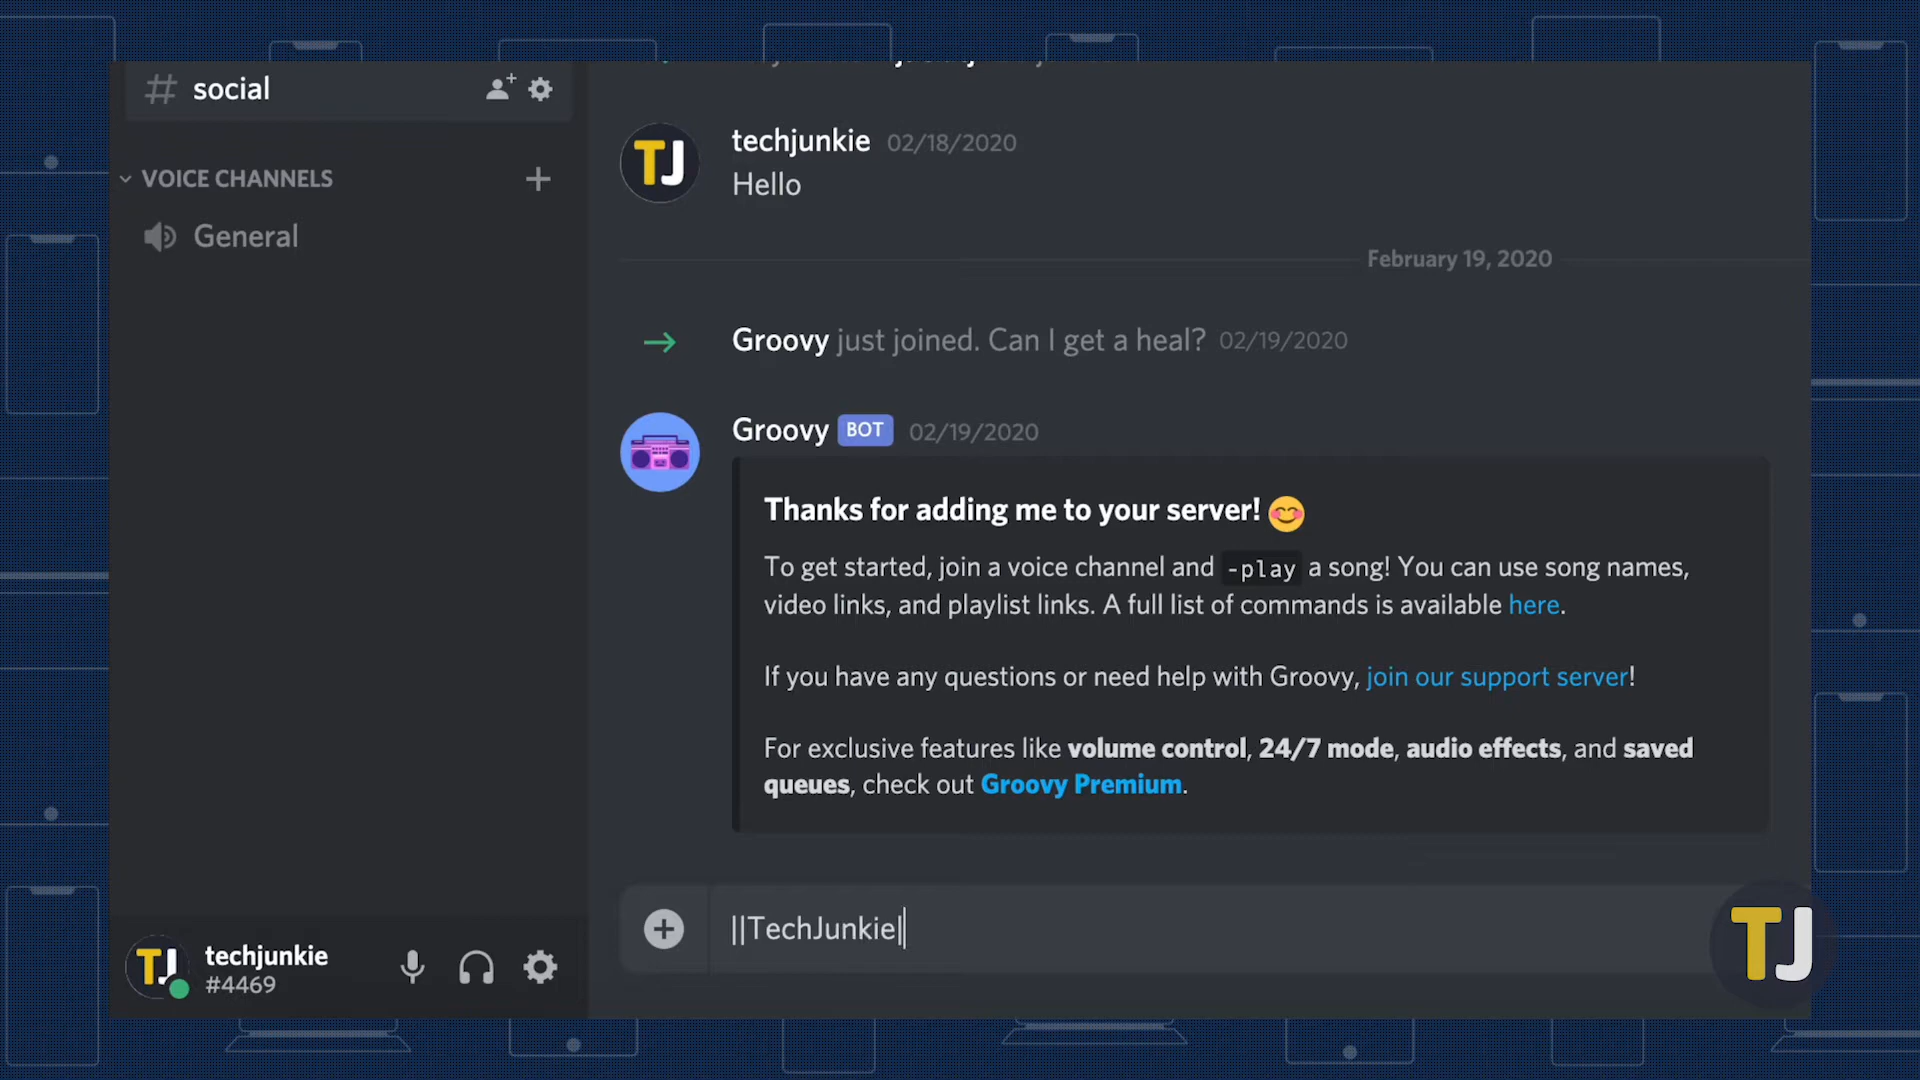 social
VOICE CHANNELS
General
techjunkie 02/18/2020
Hello
February 19, 2020
Groovy just joined. Can I get a heal? 02/19/2020
Groovy BOT 02/19/2020
Thanks for adding me to your server! 😊
To get started, join a voice channel and -play a song! You can use song names,
video links, and playlist links. A full list of commands is available here.
If you have any questions or need help with Groovy, join our support server!
For exclusive features like volume control, 24/7 mode, audio effects, and saved
queues, check out Groovy Premium.
||TechJunkie|
techjunkie
#4469
TJ
TJ
TJ